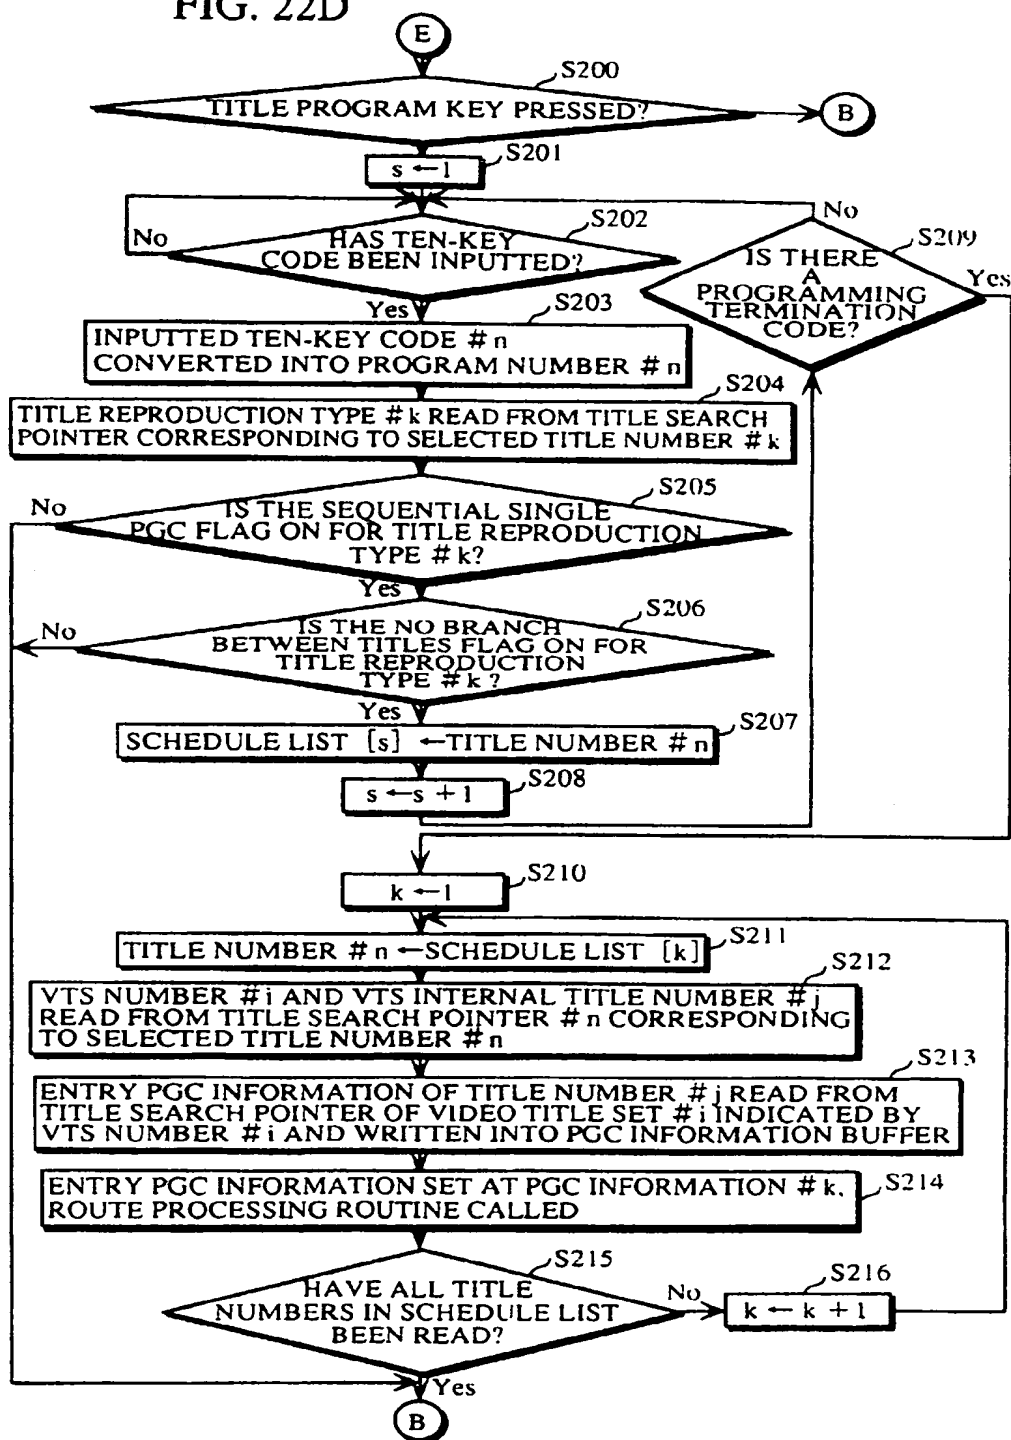 FIG. 22D
E
S200
TITLE PROGRAM KEY PRESSED?
B
S201
s ← 1
No
S202
HAS TEN-KEY
CODE BEEN INPUTTED?
No
S209
IS THERE
A
PROGRAMMING
TERMINATION
CODE?
Yes
Yes
S203
INPUTTED TEN-KEY CODE #n
CONVERTED INTO PROGRAM NUMBER #n
S204
TITLE REPRODUCTION TYPE #k READ FROM TITLE SEARCH
POINTER CORRESPONDING TO SELECTED TITLE NUMBER #k
S205
No
IS THE SEQUENTIAL SINGLE
PGC FLAG ON FOR TITLE REPRODUCTION
TYPE #k?
Yes
S206
No
IS THE NO BRANCH
BETWEEN TITLES FLAG ON FOR
TITLE REPRODUCTION
TYPE #k?
Yes
S207
SCHEDULE LIST [s] ←TITLE NUMBER #n
S208
s ←s + 1
S210
k ←1
S211
TITLE NUMBER #n ←SCHEDULE LIST [k]
S212
VTS NUMBER #i AND VTS INTERNAL TITLE NUMBER #j
READ FROM TITLE SEARCH POINTER #n CORRESPONDING
TO SELECTED TITLE NUMBER #n
S213
ENTRY PGC INFORMATION OF TITLE NUMBER #j READ FROM
TITLE SEARCH POINTER OF VIDEO TITLE SET #i INDICATED BY
VTS NUMBER #i AND WRITTEN INTO PGC INFORMATION BUFFER
ENTRY PGC INFORMATION SET AT PGC INFORMATION #k,
ROUTE PROCESSING ROUTINE CALLED
S214
S215
HAVE ALL TITLE
NUMBERS IN SCHEDULE LIST
BEEN READ?
No
S216
k ← k + 1
Yes
B